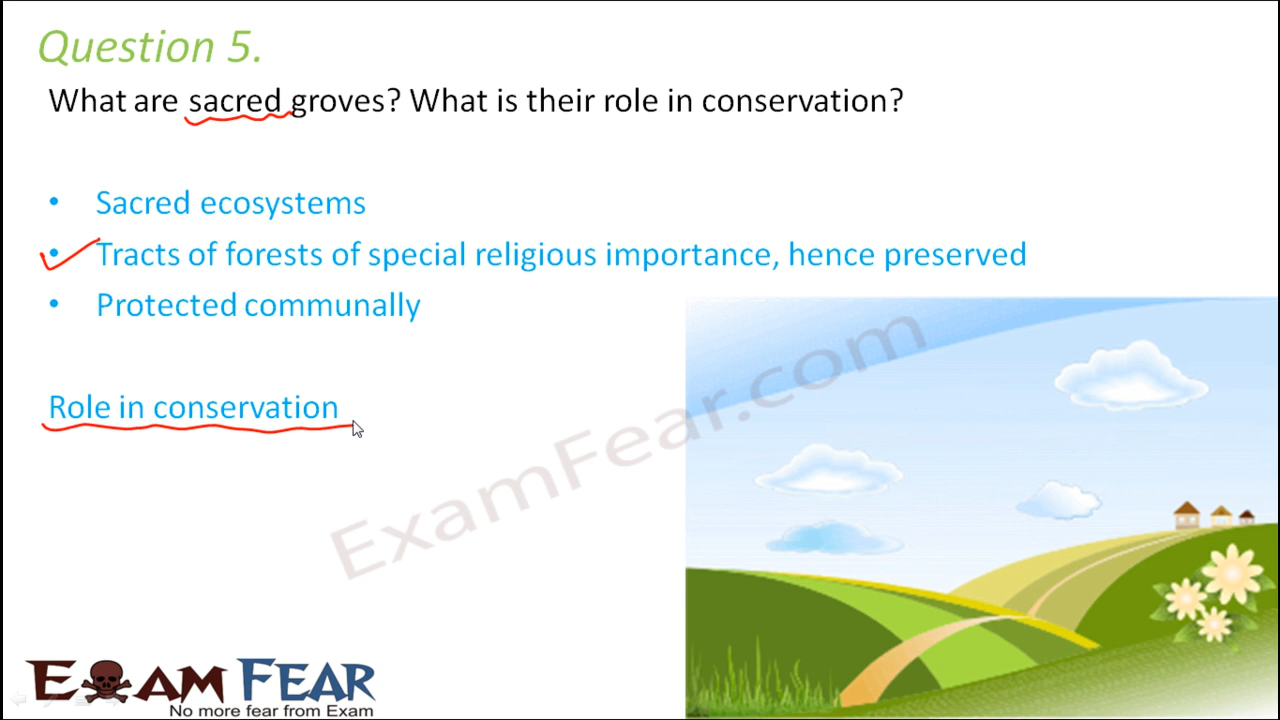 Question 5.
What are sacred groves? What is their role in conservation?
• Sacred ecosystems
• Tracts of forests of special religious importance, hence preserved
• Protected communally
Role in conservation
ExamFear.com
EXAM FEAR
No more fear from Exam